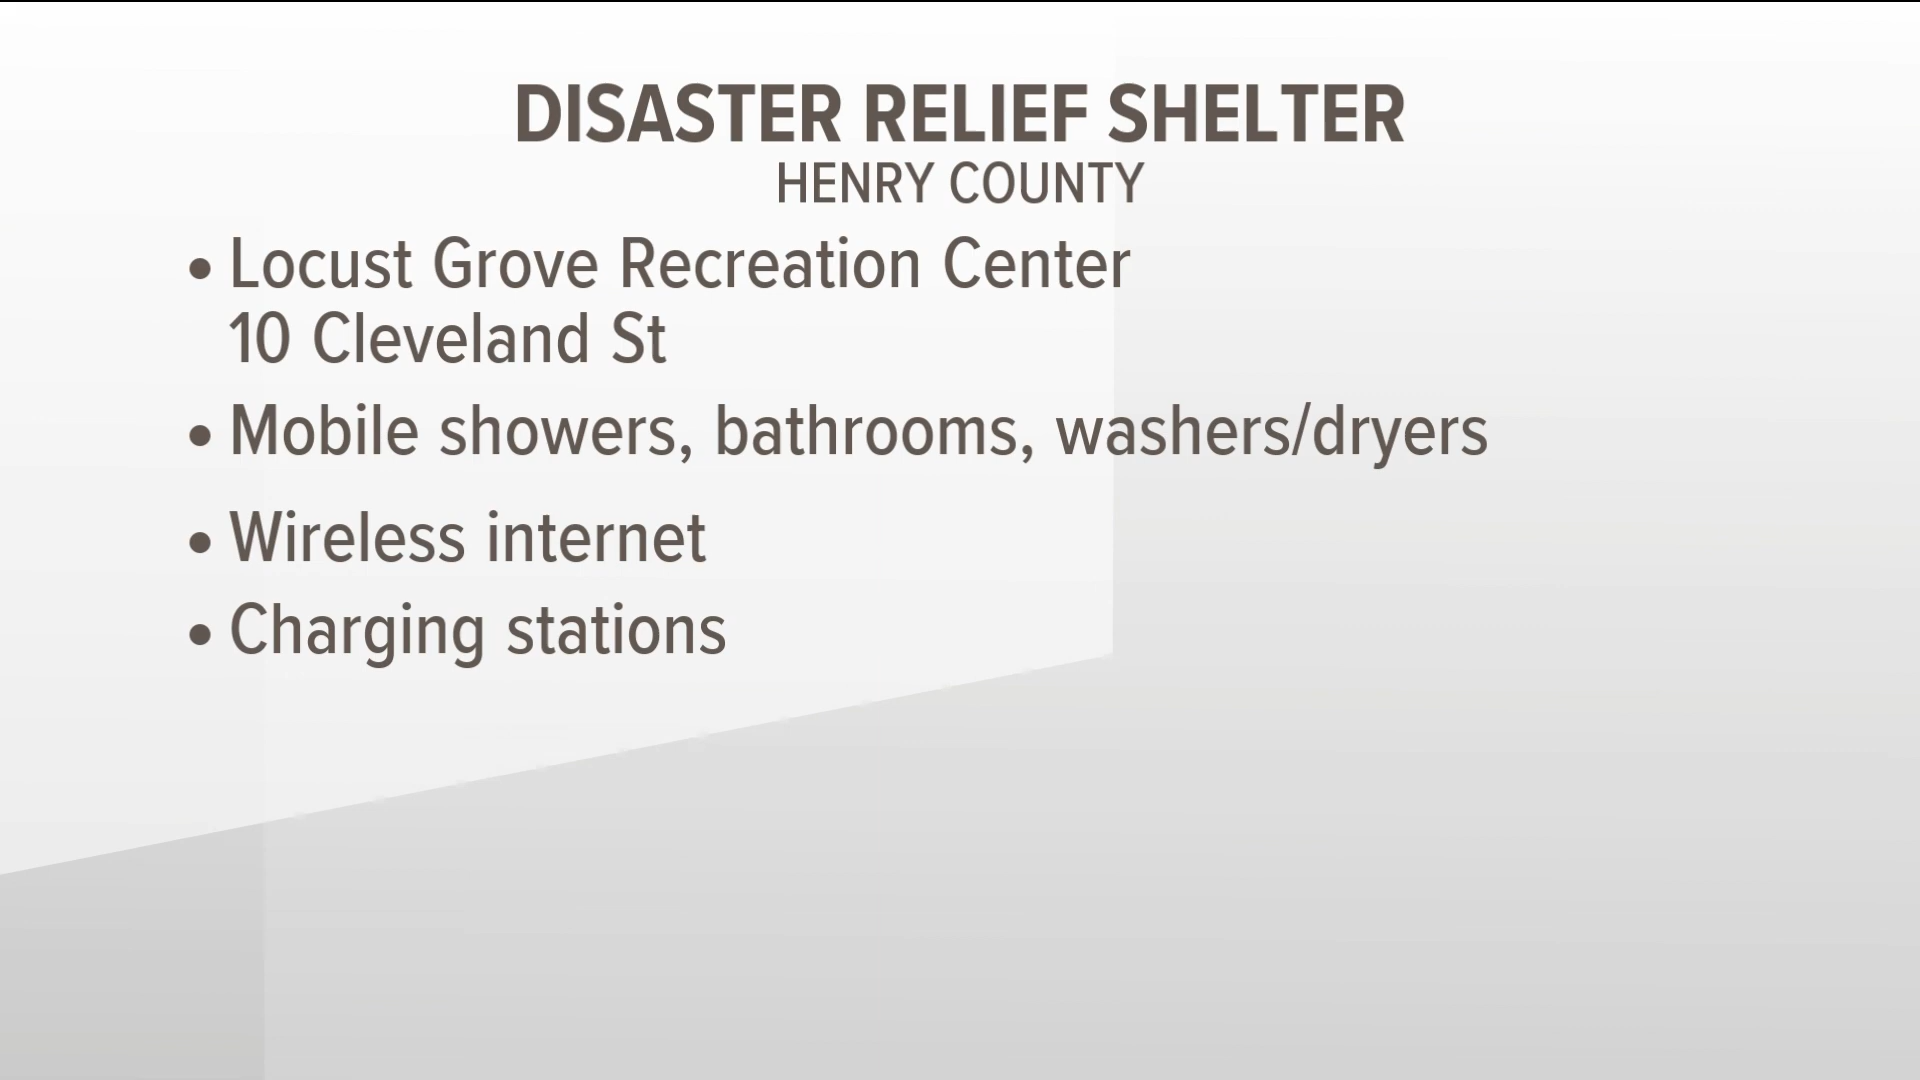 DISASTER RELIEF SHELTER
HENRY COUNTY
• Locust Grove Recreation Center
10 Cleveland St
• Mobile showers, bathrooms, washers/dryers
• Wireless internet
• Charging stations